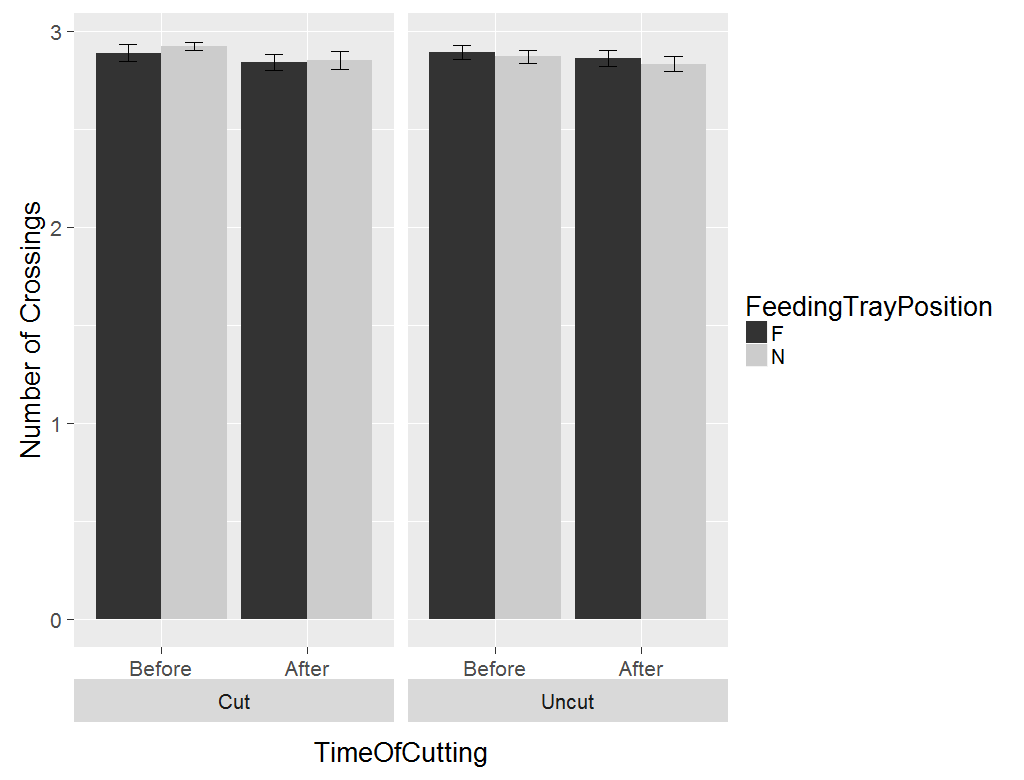 Number of Crossings
3
2
1
0
Before After
Before After
Cut
Uncut
TimeOfCutting
FeedingTrayPosition
F
N